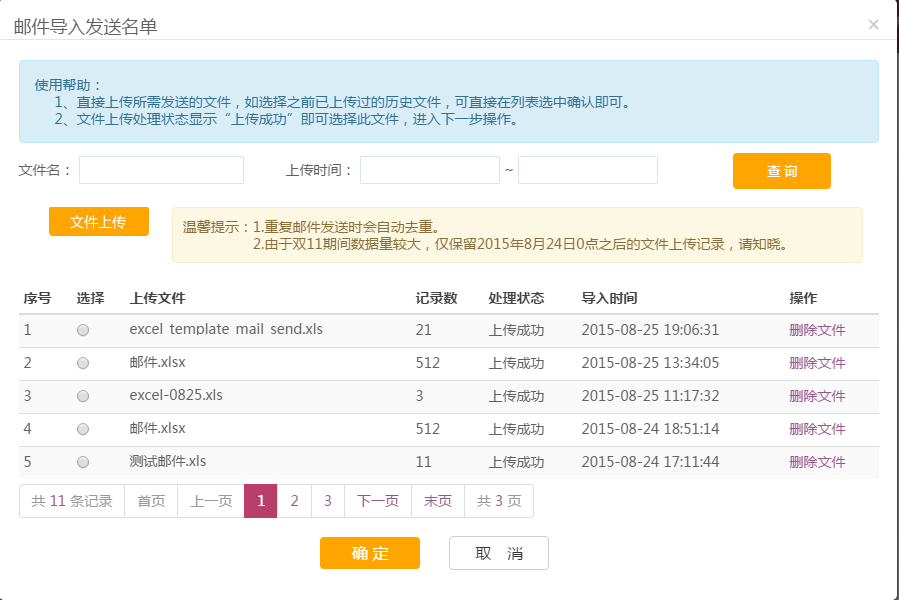 邮件导入发送名单 ×
使用帮助：
1、直接上传所需发送的文件，如选择之前已上传过的历史文件，可直接在列表选中确认即可。
2、文件上传处理状态显示“上传成功”即可选择此文件，进入下一步操作。
文件名： 上传时间： ~ 查 询
文件上传 温馨提示：1.重复邮件发送时会自动去重。
2.由于双11期间数据量较大，仅保留2015年8月24日0点之后的文件上传记录，请知晓。
序号 选择 上传文件 记录数 处理状态 导入时间 操作
1 excel_template_mail_send.xls 21 上传成功 2015-08-25 19:06:31 删除文件
2 邮件.xlsx 512 上传成功 2015-08-25 13:34:05 删除文件
3 excel-0825.xls 3 上传成功 2015-08-25 11:17:32 删除文件
4 邮件.xlsx 512 上传成功 2015-08-24 18:51:14 删除文件
5 测试邮件.xls 11 上传成功 2015-08-24 17:11:44 删除文件
共 11 条记录 首页 上一页 1 2 3 下一页 末页 共 3 页
确 定 取 消